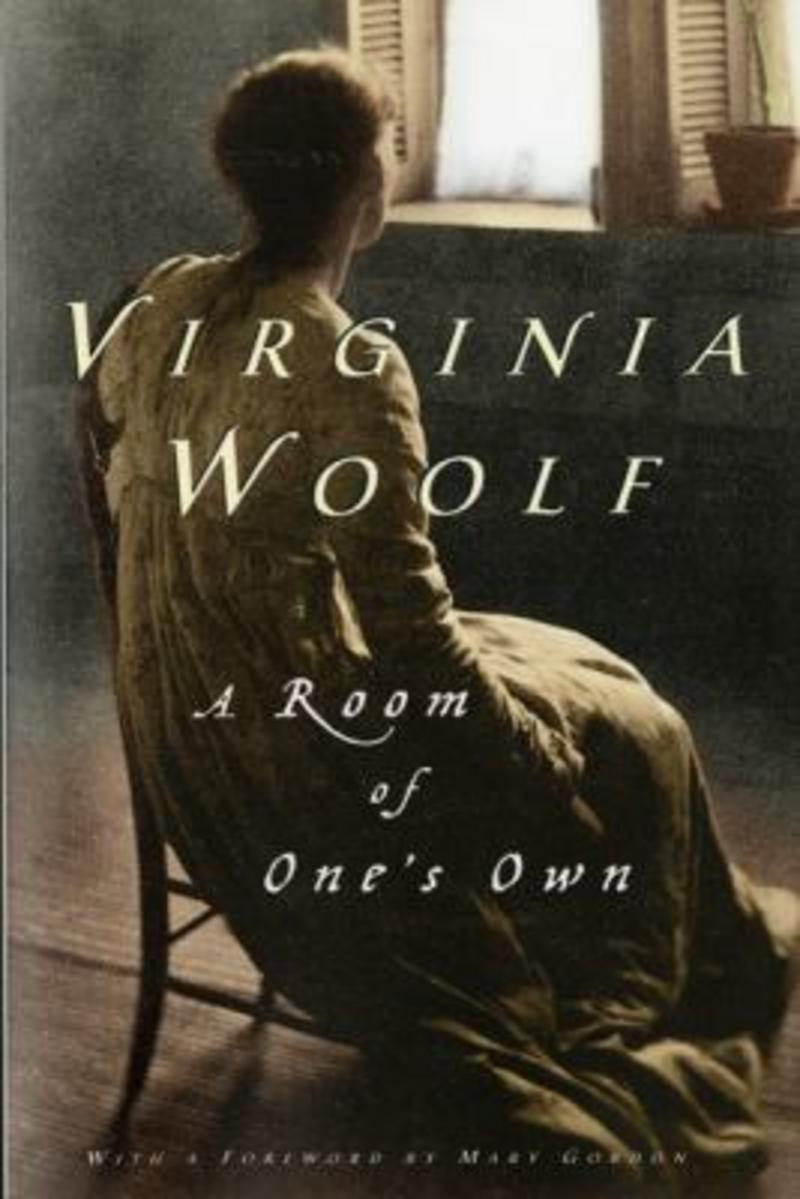 VIRGINIA
WOOLF
A Room
of
One's Own
WITH A FOREWORD BY MARY GORDON